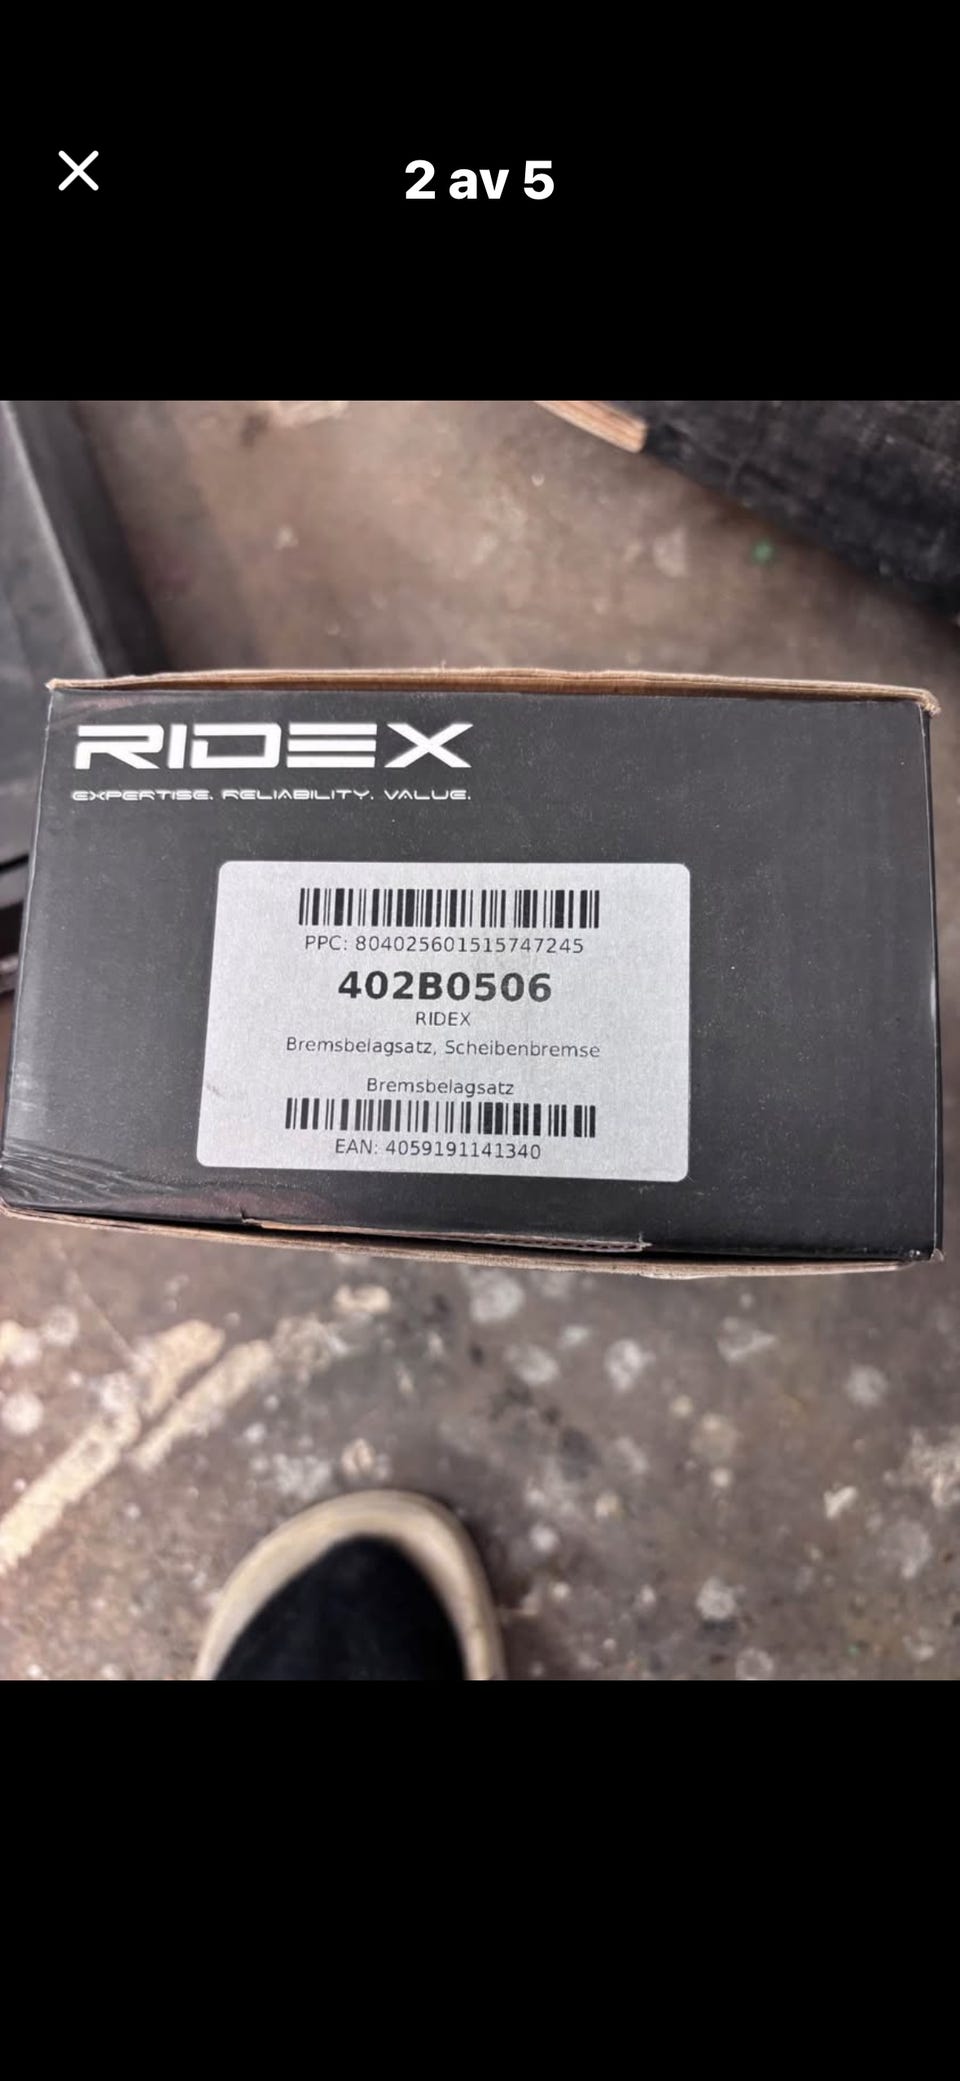 2 av 5
RIDEX
EXPERTISE. RELIABILITY. VALUE.
PPC: 804025601515747245
402B0506
RIDEX
Bremsbelagsatz, Scheibenbremse
Bremsbelagsatz
EAN: 4059191141340